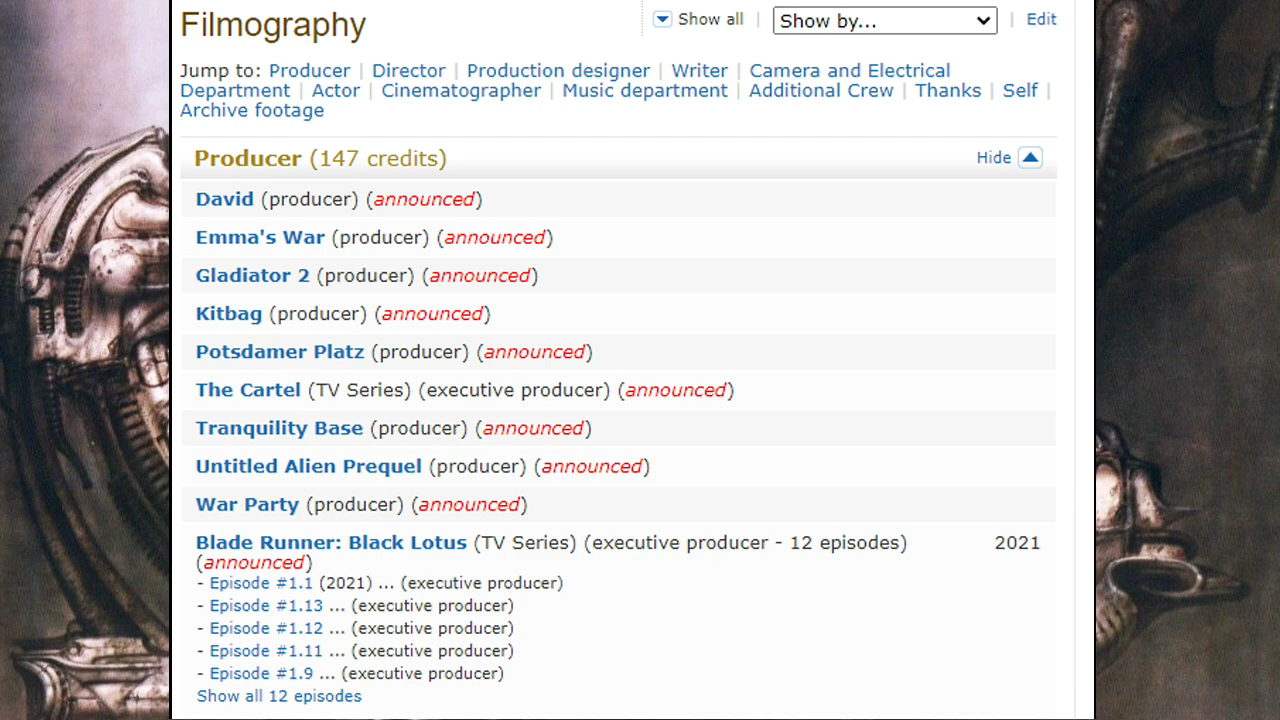 Filmography
Show all | Show by... | Edit
Jump to: Producer | Director | Production designer | Writer | Camera and Electrical
Department | Actor | Cinematographer | Music department | Additional Crew | Thanks | Self |
Archive footage
Producer (147 credits) Hide
David (producer) (announced)
Emma's War (producer) (announced)
Gladiator 2 (producer) (announced)
Kitbag (producer) (announced)
Potsdamer Platz (producer) (announced)
The Cartel (TV Series) (executive producer) (announced)
Tranquility Base (producer) (announced)
Untitled Alien Prequel (producer) (announced)
War Party (producer) (announced)
Blade Runner: Black Lotus (TV Series) (executive producer - 12 episodes) 2021
(announced)
- Episode #1.1 (2021) ... (executive producer)
- Episode #1.13 ... (executive producer)
- Episode #1.12 ... (executive producer)
- Episode #1.11 ... (executive producer)
- Episode #1.9 ... (executive producer)
Show all 12 episodes